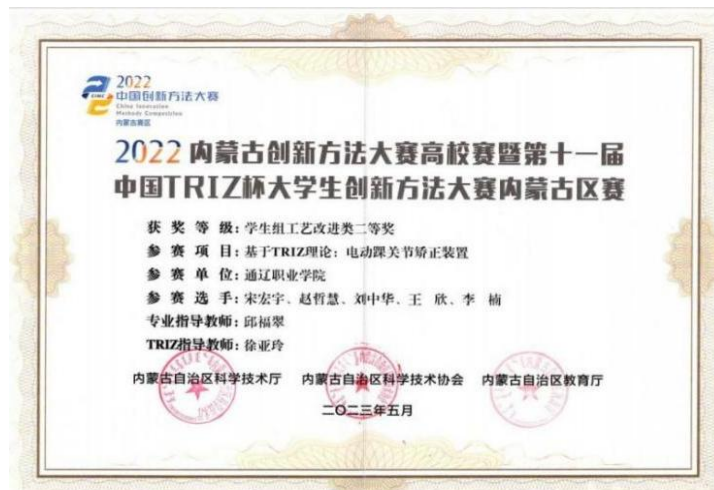 2022
中国创新方法大赛
China Innovation
Methods Competition
内蒙古赛区
2022内蒙古创新方法大赛高校赛暨第十一届
中国TRIZ杯大学生创新方法大赛内蒙古区赛
获奖等级：学生组工艺改进类二等奖
参赛项目：基于TRIZ理论：电动踝关节矫正装置
参赛单位：通辽职业学院
参赛选手：宋宏宇、赵哲慧、刘中华、王 欣、李 楠
专业指导教师：邱福翠
TRIZ指导教师：徐亚玲
内蒙古自治区科学技术厅 内蒙古自治区科学技术协会 内蒙古自治区教育厅
二〇二三年五月